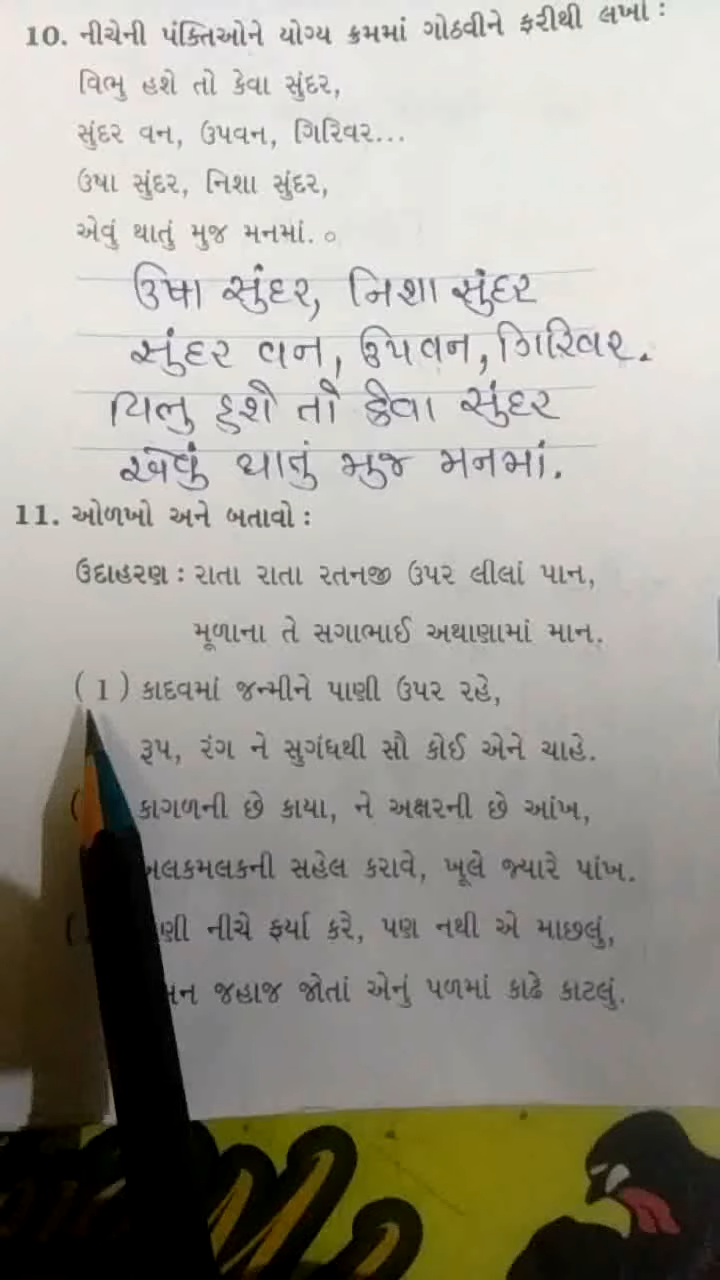 10. નીચેની પંક્તિઓને યોગ્ય ક્રમમાં ગોઠવીને ફરીથી લખો :
વિભુ હશે તો કેવા સુંદર,
સુંદર વન, ઉપવન, ગિરિવર...
ઉષા સુંદર, નિશા સુંદર,
એવું થાતું મુજ મનમાં.
ઉષા સુંદર, નિશા સુંદર
સુંદર વન, ઉપવન, ગિરિવર.
હશે તો કેવા સુંદર
એવું થાતું મુજ મનમાં.
11. ઓળખો અને બતાવો :
ઉદાહરણ : રાતા રાતા રતનજી ઉપર લીલાં પાન,
મૂળાના તે સગાભાઈ અથાણામાં માન.
(1) કાદવમાં જન્મીને પાણી ઉપર રહે,
રૂપ, રંગ ને સુગંધથી સૌ કોઈ એને ચાહે.
કાગળની છે કાયા, ને અક્ષરની છે આંખ,
સહેલ કરાવે, ખૂલે જ્યારે પાંખ.
નીચે ફર્યા કરે, પણ નથી એ માછલું,
જહાજ જોતાં એનું પળમાં કાઢે કાટલું.